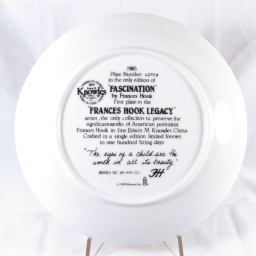 Plate Number
in the only edition of
FASCINATION
by Frances Hook
First plate in the
"FRANCES HOOK LEGACY"
series, the only collection to preserve the
significant works of American portraitist
Frances Hook in fine Edwin M. Knowles China
Crafted in a single edition limited forever
to one hundred firing days
"The eyes of a child see the
world in all its beauty"
FH
Knowles